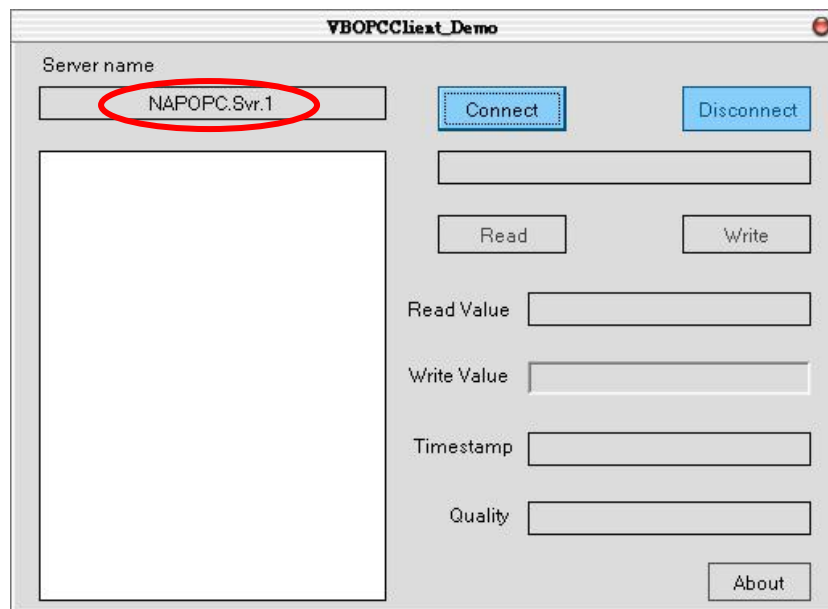 VBOPCClient_Demo
Server name
NAPOPC.Svr.1
Connect
Disconnect
Read
Write
Read Value
Write Value
Timestamp
Quality
About